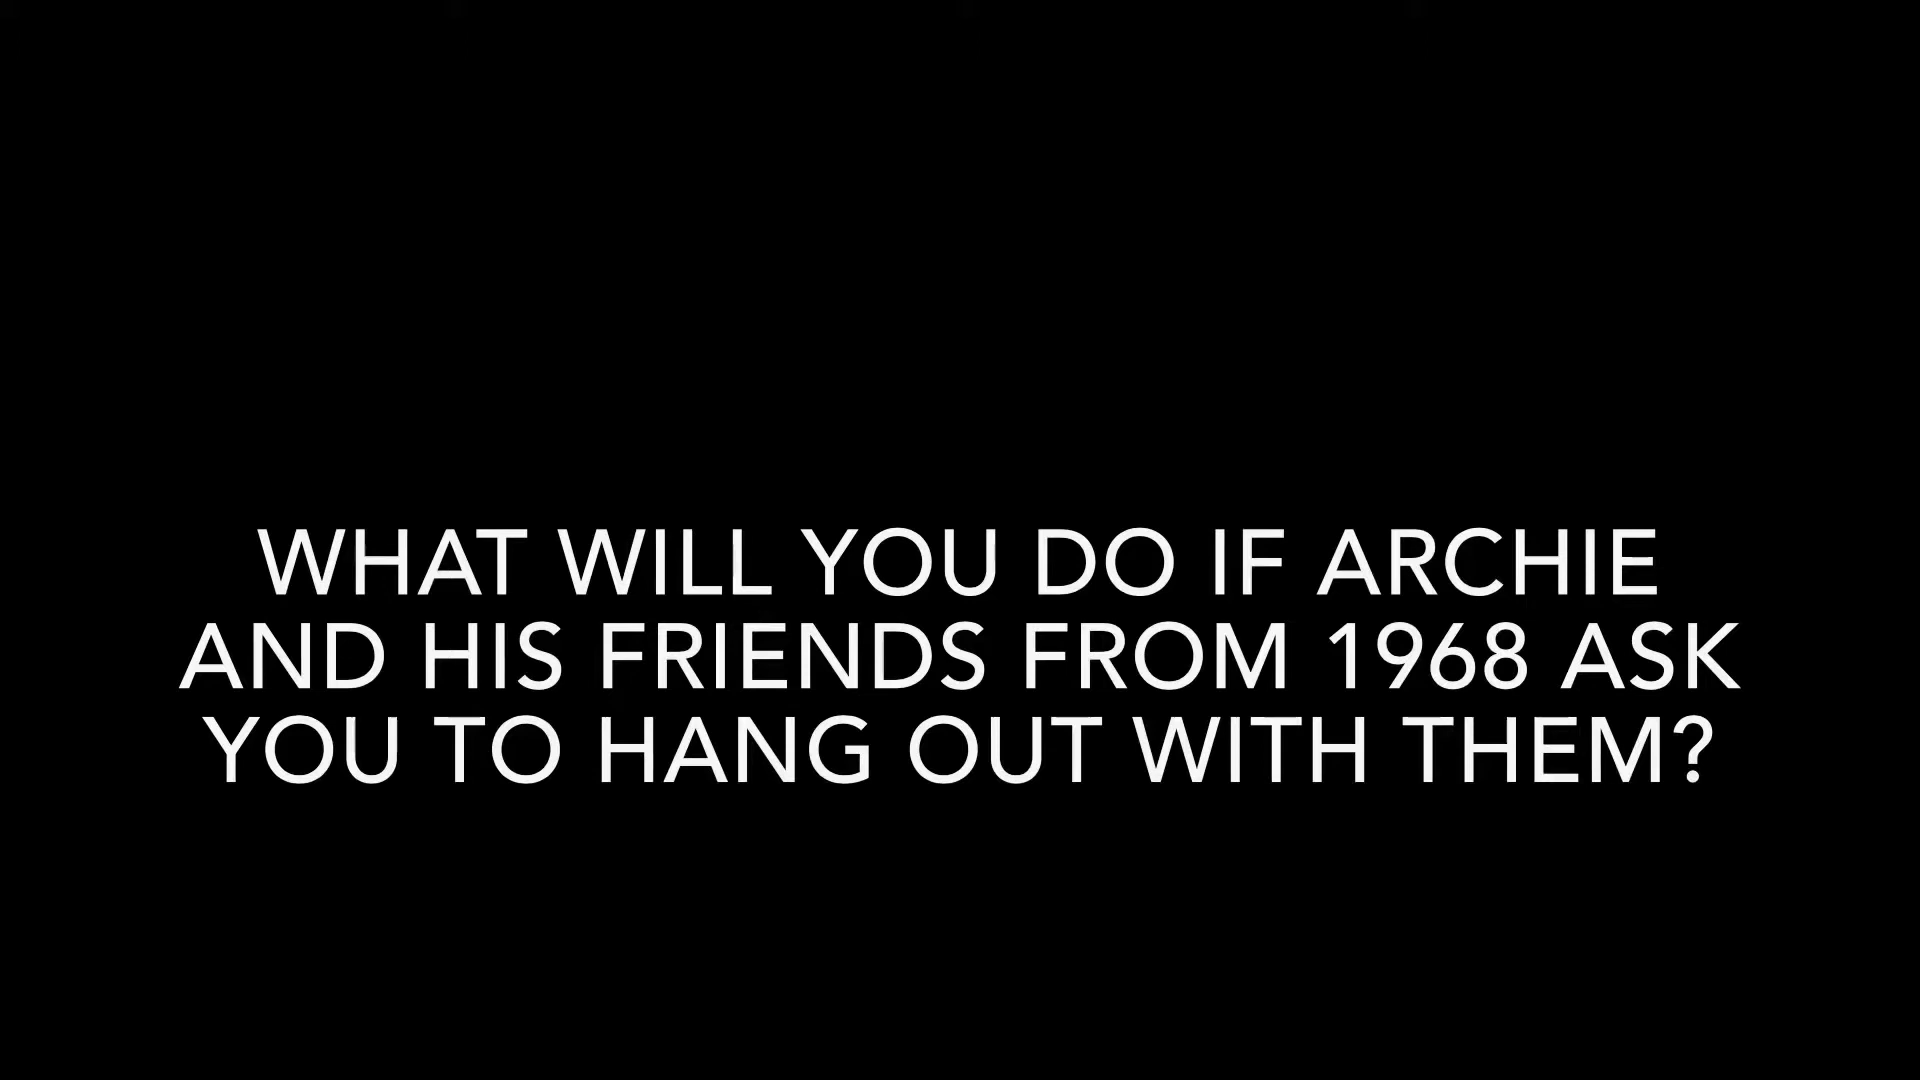 WHAT WILL YOU DO IF ARCHIE
AND HIS FRIENDS FROM 1968 ASK
YOU TO HANG OUT WITH THEM?